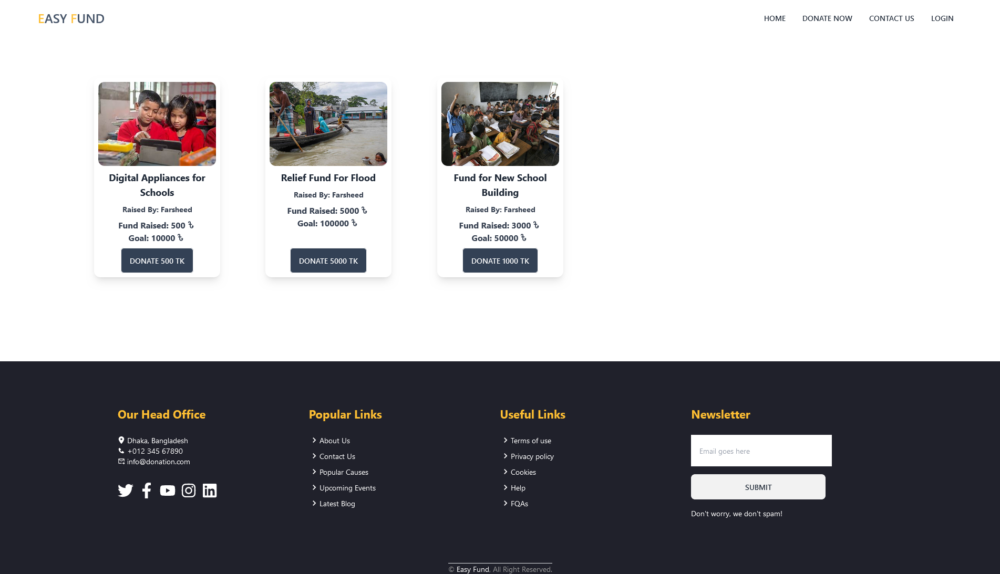 EASY FUND
HOME
DONATE NOW
CONTACT US
LOGIN
Digital Appliances for
Schools
Raised By: Farsheed
Fund Raised: 500 ৳
Goal: 10000 ৳
DONATE 500 TK
Relief Fund For Flood
Raised By: Farsheed
Fund Raised: 5000 ৳
Goal: 100000 ৳
DONATE 5000 TK
Fund for New School
Building
Raised By: Farsheed
Fund Raised: 3000 ৳
Goal: 50000 ৳
DONATE 1000 TK
Our Head Office
Dhaka, Bangladesh
+012 345 67890
info@donation.com
Popular Links
About Us
Contact Us
Popular Causes
Upcoming Events
Latest Blog
Useful Links
Terms of use
Privacy policy
Cookies
Help
FQAs
Newsletter
Email goes here
SUBMIT
Don't worry, we don't spam!
© Easy Fund, All Right Reserved.